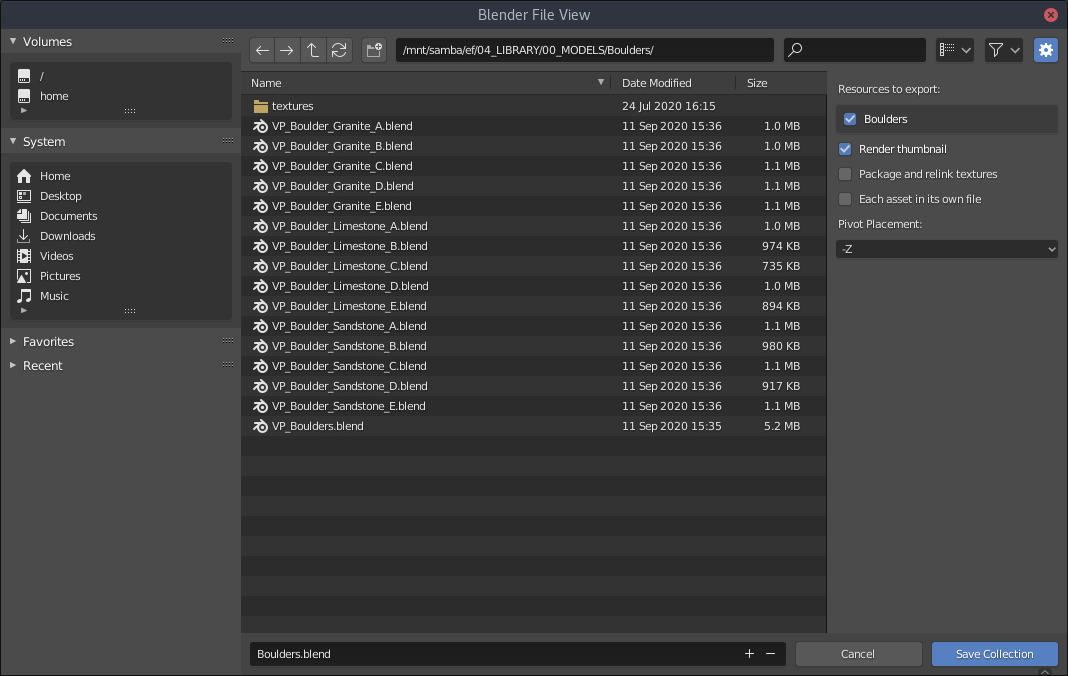 Blender File View
Volumes
/
home
System
Home
Desktop
Documents
Downloads
Videos
Pictures
Music
Favorites
Recent
/mnt/samba/ef/04_LIBRARY/00_MODELS/Boulders/
Name Date Modified Size
textures 24 Jul 2020 16:15
VP_Boulder_Granite_A.blend 11 Sep 2020 15:36 1.0 MB
VP_Boulder_Granite_B.blend 11 Sep 2020 15:36 1.0 MB
VP_Boulder_Granite_C.blend 11 Sep 2020 15:36 1.1 MB
VP_Boulder_Granite_D.blend 11 Sep 2020 15:36 1.1 MB
VP_Boulder_Granite_E.blend 11 Sep 2020 15:36 1.1 MB
VP_Boulder_Limestone_A.blend 11 Sep 2020 15:36 1.0 MB
VP_Boulder_Limestone_B.blend 11 Sep 2020 15:36 974 KB
VP_Boulder_Limestone_C.blend 11 Sep 2020 15:36 735 KB
VP_Boulder_Limestone_D.blend 11 Sep 2020 15:36 1.0 MB
VP_Boulder_Limestone_E.blend 11 Sep 2020 15:36 894 KB
VP_Boulder_Sandstone_A.blend 11 Sep 2020 15:36 1.1 MB
VP_Boulder_Sandstone_B.blend 11 Sep 2020 15:36 980 KB
VP_Boulder_Sandstone_C.blend 11 Sep 2020 15:36 1.1 MB
VP_Boulder_Sandstone_D.blend 11 Sep 2020 15:36 917 KB
VP_Boulder_Sandstone_E.blend 11 Sep 2020 15:36 1.1 MB
VP_Boulders.blend 11 Sep 2020 15:35 5.2 MB
Resources to export:
Boulders
Render thumbnail
Package and relink textures
Each asset in its own file
Pivot Placement:
-Z
Boulders.blend
Cancel
Save Collection